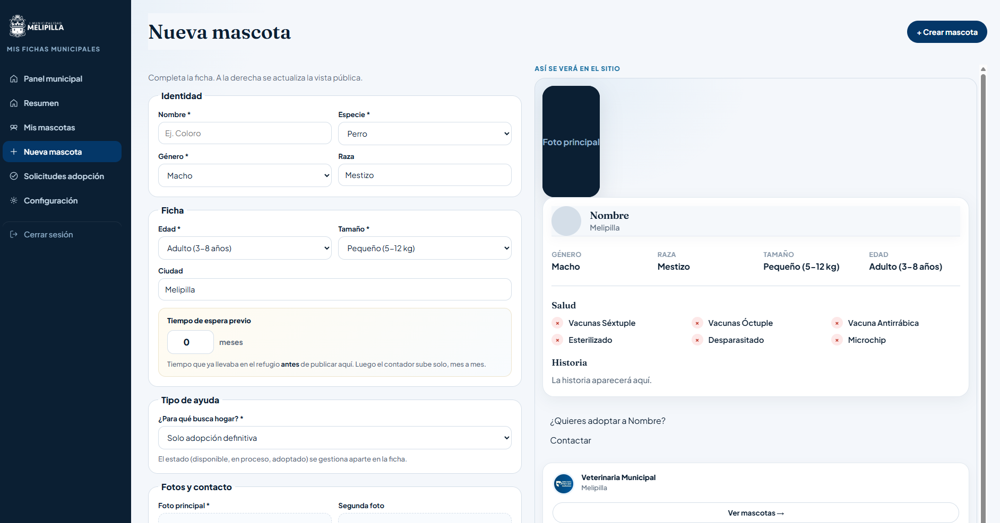 I. MUNICIPALIDAD
MELIPILLA
MIS FICHAS MUNICIPALES
Panel municipal
Resumen
Mis mascotas
Nueva mascota
Solicitudes adopción
Configuración
Cerrar sesión
Nueva mascota
+ Crear mascota
Completa la ficha. A la derecha se actualiza la vista pública.
Identidad
Nombre *
Especie *
Ej. Coloro
Perro
Género *
Raza
Macho
Mestizo
Ficha
Edad *
Tamaño *
Adulto (3–8 años)
Pequeño (5–12 kg)
Ciudad
Melipilla
Tiempo de espera previo
0 meses
Tiempo que ya llevaba en el refugio antes de publicar aquí. Luego el contador sube solo, mes a mes.
Tipo de ayuda
¿Para qué busca hogar? *
Solo adopción definitiva
El estado (disponible, en proceso, adoptado) se gestiona aparte en la ficha.
Fotos y contacto
Foto principal *
Segunda foto
ASÍ SE VERÁ EN EL SITIO
Foto principal
Nombre
Melipilla
GÉNERO
RAZA
TAMAÑO
EDAD
Macho
Mestizo
Pequeño (5–12 kg)
Adulto (3–8 años)
Salud
× Vacunas Séxtuple
× Vacunas Óctuple
× Vacuna Antirrábica
× Esterilizado
× Desparasitado
× Microchip
Historia
La historia aparecerá aquí.
¿Quieres adoptar a Nombre?
Contactar
Veterinaria Municipal
Melipilla
Ver mascotas →